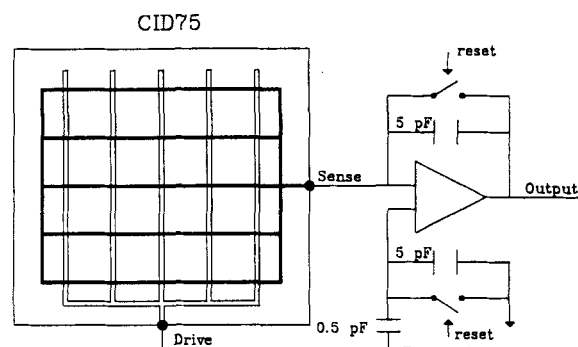 CID75
reset
5 pF
Sense
Output
5 pF
0.5 pF
reset
Drive